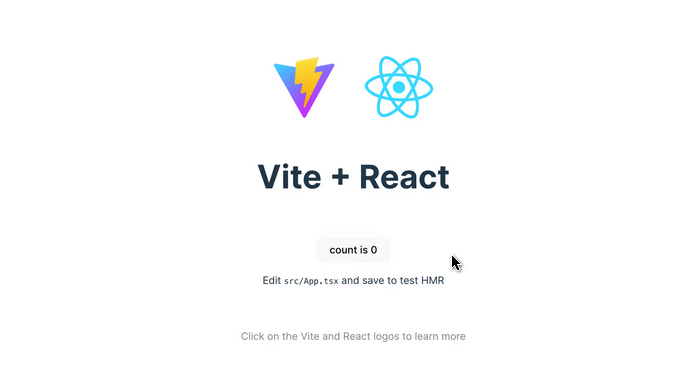 Vite + React
count is 0
Edit src/App.tsx and save to test HMR
Click on the Vite and React logos to learn more